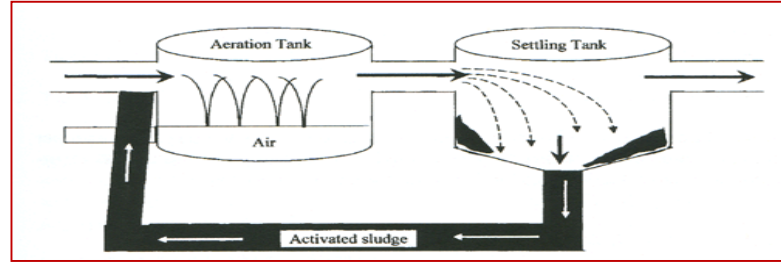 Aeration Tank
Settling Tank
Air
Activated sludge